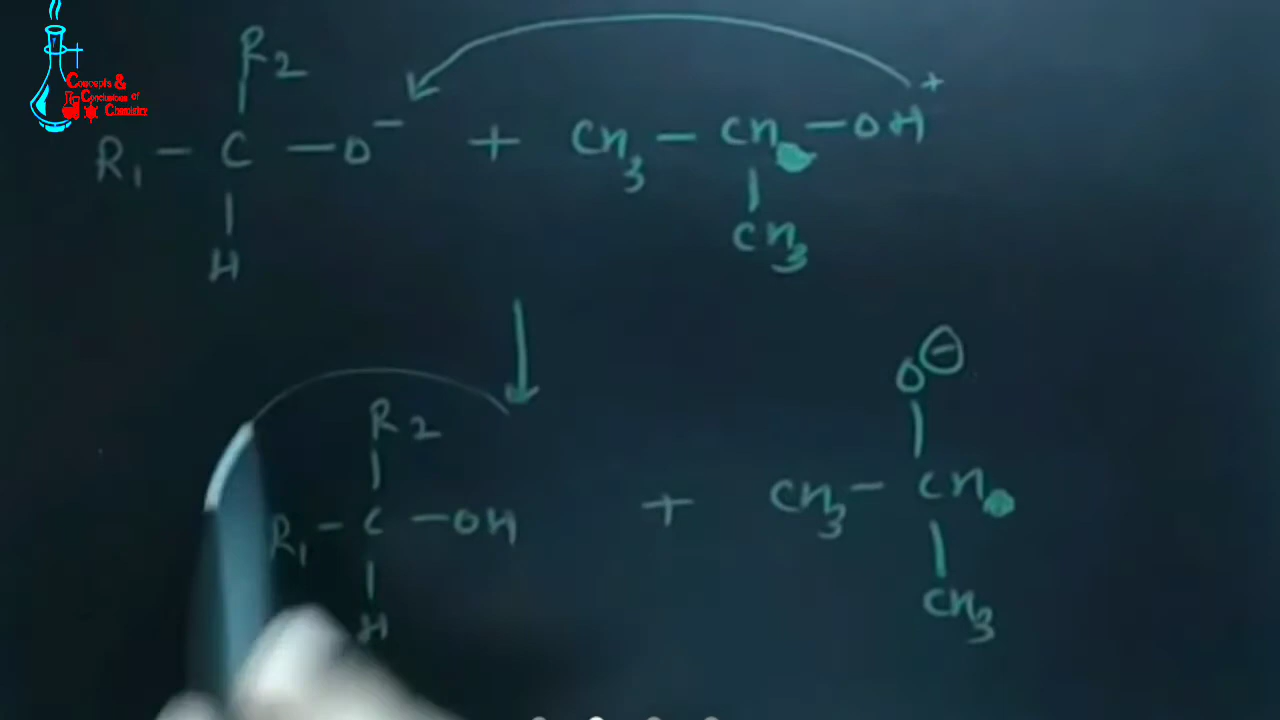 Concepts &
Conclusions of
Chemistry
R2
R1 — C — O⁻ + CH3 — CH — OH⁺
H
CH3
R2
R1 — C — OH + CH3 — CH
H
O⊖
CH3